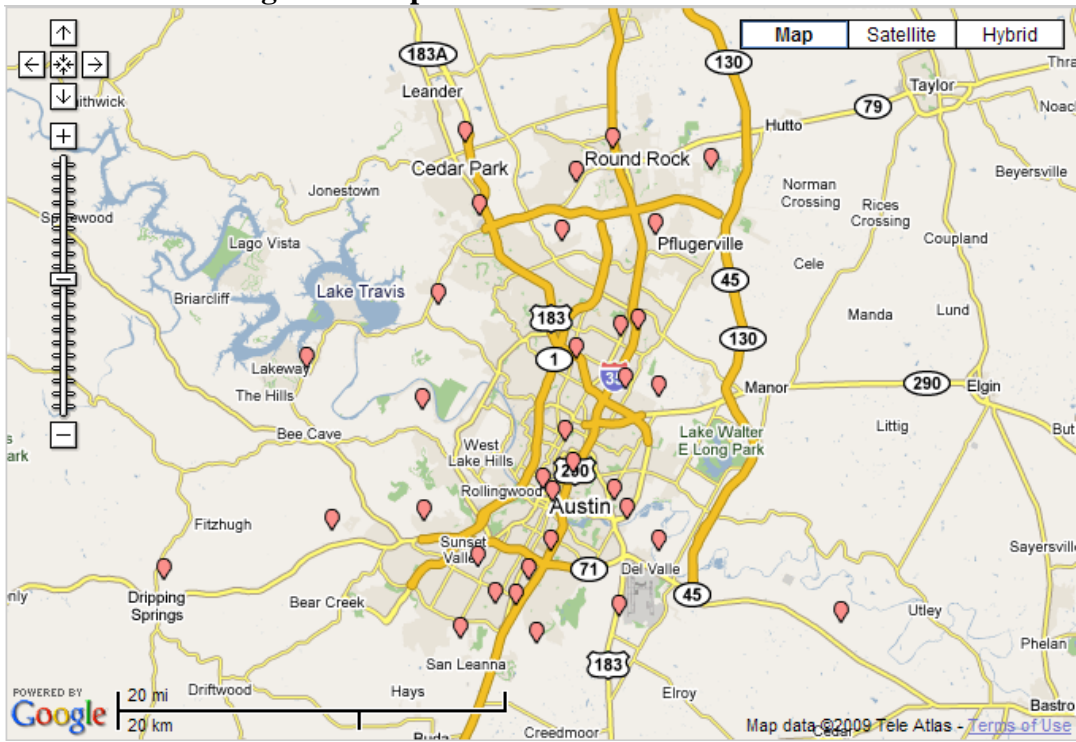 Map Satellite Hybrid
183A
130
Leander
Taylor
79
Hutto
Cedar Park
Round Rock
Beyersville
Jonestown
Norman
Crossing
Rices
Crossing
Lago Vista
Pflugerville
Coupland
Cele
Briarcliff
Lake Travis
45
183
Manda
Lund
130
1
Lakeway
35
Manor
290
Elgin
The Hills
Bee Cave
Littig
Lake Walter
E Long Park
West
Lake Hills
290
Rollingwood
Austin
Fitzhugh
Sunset
Valley
71
Del Valle
45
Dripping
Springs
Bear Creek
Utley
Phelan
San Leanna
183
Driftwood
Hays
Elroy
POWERED BY
Google
20 mi
20 km
Creedmoor
Map data ©2009 Tele Atlas - Terms of Use